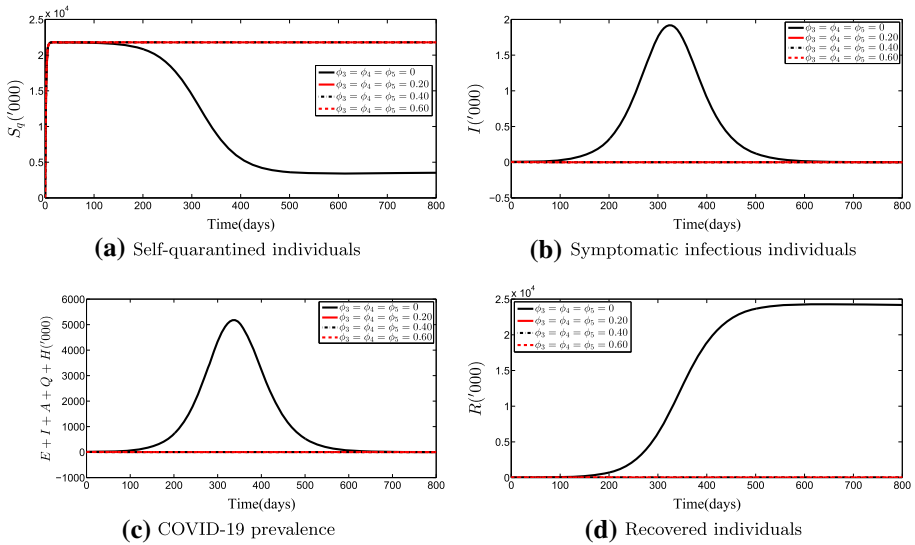 × 10⁴
2.5
2
1.5
1
0.5
0
S_q('000)
0 100 200 300 400 500 600 700 800
Time(days)
ϕ₃ = ϕ₄ = ϕ₅ = 0
ϕ₃ = ϕ₄ = ϕ₅ = 0.20
ϕ₃ = ϕ₄ = ϕ₅ = 0.40
ϕ₃ = ϕ₄ = ϕ₅ = 0.60
(a) Self-quarantined individuals
2
1.5
1
0.5
0
−0.5
I('000)
0 100 200 300 400 500 600 700 800
Time(days)
ϕ₃ = ϕ₄ = ϕ₅ = 0
ϕ₃ = ϕ₄ = ϕ₅ = 0.20
ϕ₃ = ϕ₄ = ϕ₅ = 0.40
ϕ₃ = ϕ₄ = ϕ₅ = 0.60
(b) Symptomatic infectious individuals
6000
5000
4000
3000
2000
1000
0
−1000
E + I + A + Q + H('000)
0 100 200 300 400 500 600 700 800
Time(days)
ϕ₃ = ϕ₄ = ϕ₅ = 0
ϕ₃ = ϕ₄ = ϕ₅ = 0.20
ϕ₃ = ϕ₄ = ϕ₅ = 0.40
ϕ₃ = ϕ₄ = ϕ₅ = 0.60
(c) COVID-19 prevalence
× 10⁴
2.5
2
1.5
1
0.5
0
R('000)
0 100 200 300 400 500 600 700 800
Time(days)
ϕ₃ = ϕ₄ = ϕ₅ = 0
ϕ₃ = ϕ₄ = ϕ₅ = 0.20
ϕ₃ = ϕ₄ = ϕ₅ = 0.40
ϕ₃ = ϕ₄ = ϕ₅ = 0.60
(d) Recovered individuals